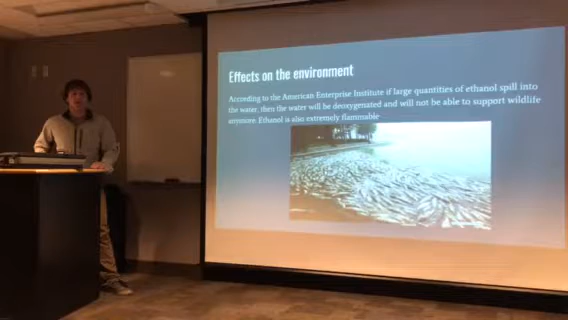 Effects on the environment
According to the American Enterprise Institute if large quantities of ethanol spill into
the water, then the water will be deoxygenated and will not be able to support wildlife
anymore. Ethanol is also extremely flammable